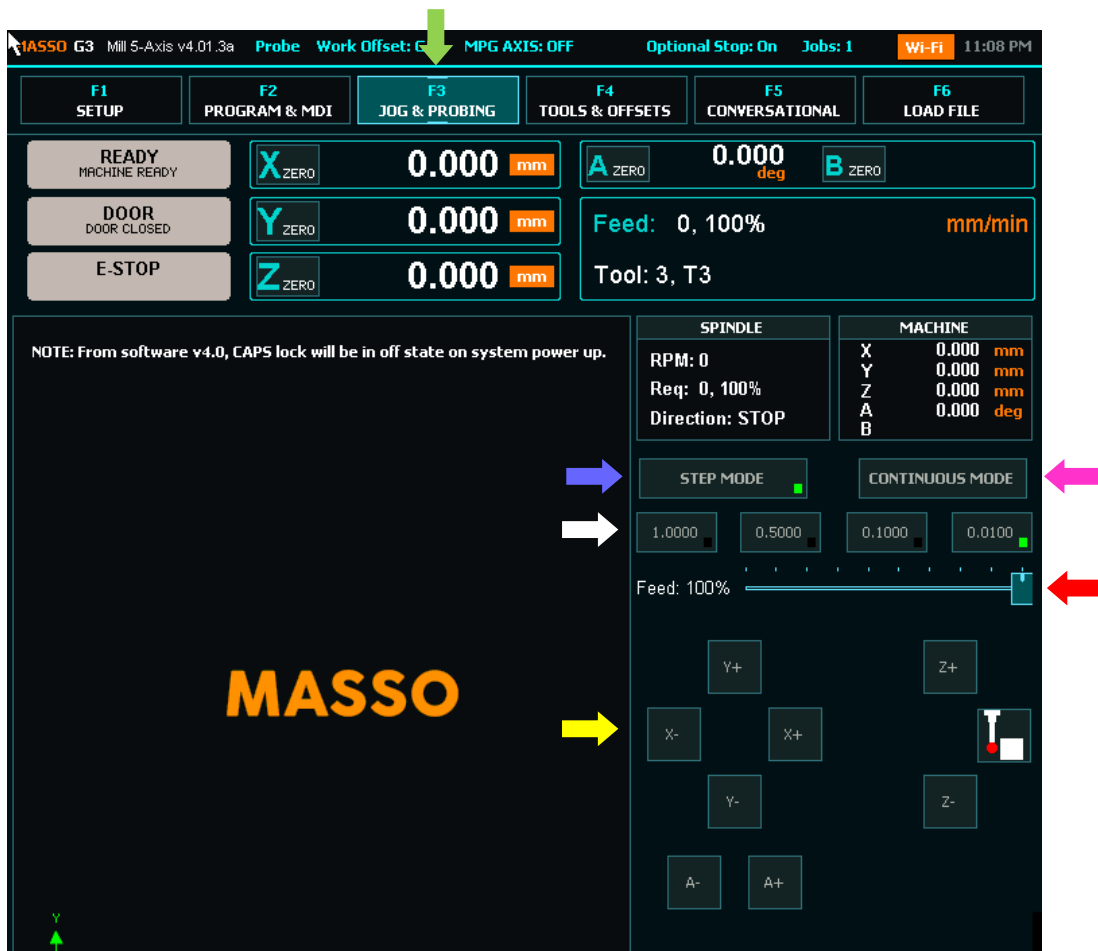 MASSO G3 Mill 5-Axis v4.01.3a Probe Work Offset: MPG AXIS: OFF Optional Stop: On Jobs: 1 Wi-Fi 11:08 PM
F1 F2 F3 F4 F5 F6
SETUP PROGRAM & MDI JOG & PROBING TOOLS & OFFSETS CONVERSATIONAL LOAD FILE
READY
MACHINE READY
X ZERO 0.000 mm
A ZERO 0.000 deg B ZERO
DOOR
DOOR CLOSED
Y ZERO 0.000 mm
Feed: 0, 100% mm/min
E-STOP
Z ZERO 0.000 mm
Tool: 3, T3
NOTE: From software v4.0, CAPS lock will be in off state on system power up.
SPINDLE
RPM: 0
Req: 0, 100%
Direction: STOP
MACHINE
X 0.000 mm
Y 0.000 mm
Z 0.000 mm
A 0.000 deg
B
STEP MODE CONTINUOUS MODE
1.0000 0.5000 0.1000 0.0100
Feed: 100%
Y+ Z+
MASSO
X- X+
Y- Z-
A- A+
Y